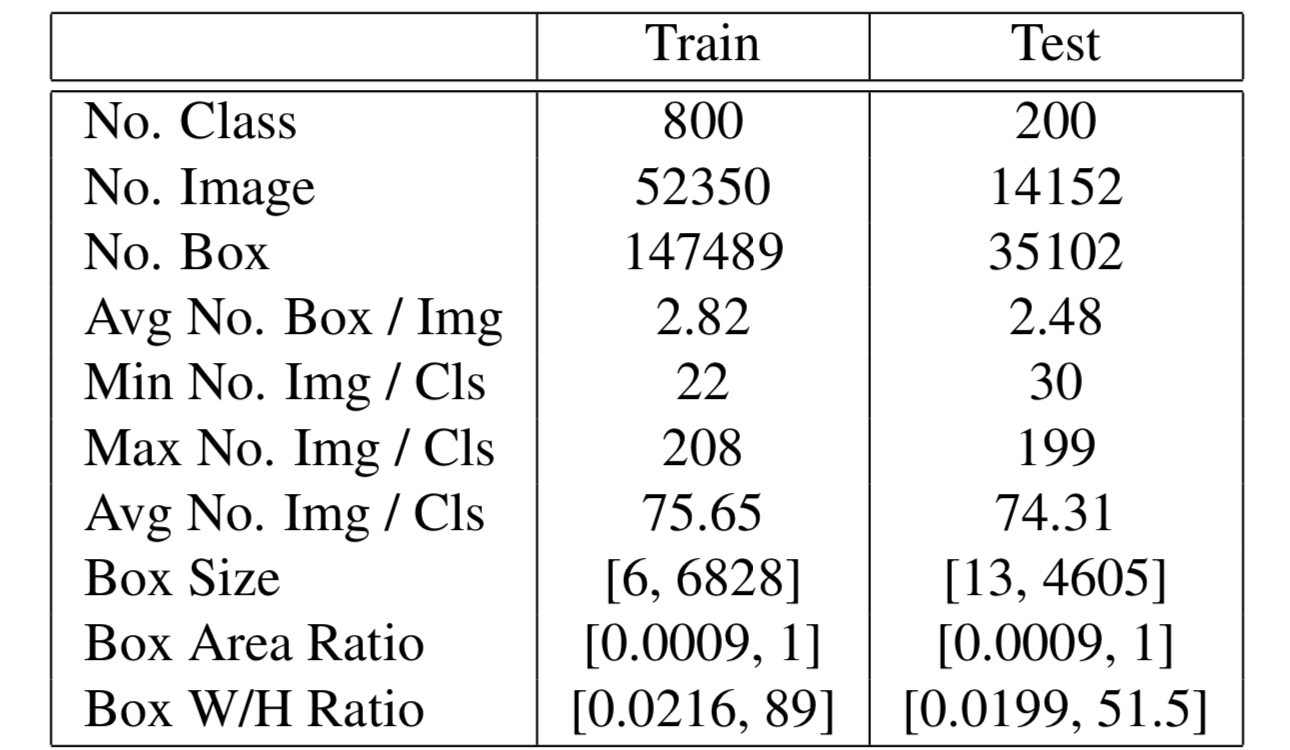 Train Test
No. Class 800 200
No. Image 52350 14152
No. Box 147489 35102
Avg No. Box / Img 2.82 2.48
Min No. Img / Cls 22 30
Max No. Img / Cls 208 199
Avg No. Img / Cls 75.65 74.31
Box Size [6, 6828] [13, 4605]
Box Area Ratio [0.0009, 1] [0.0009, 1]
Box W/H Ratio [0.0216, 89] [0.0199, 51.5]